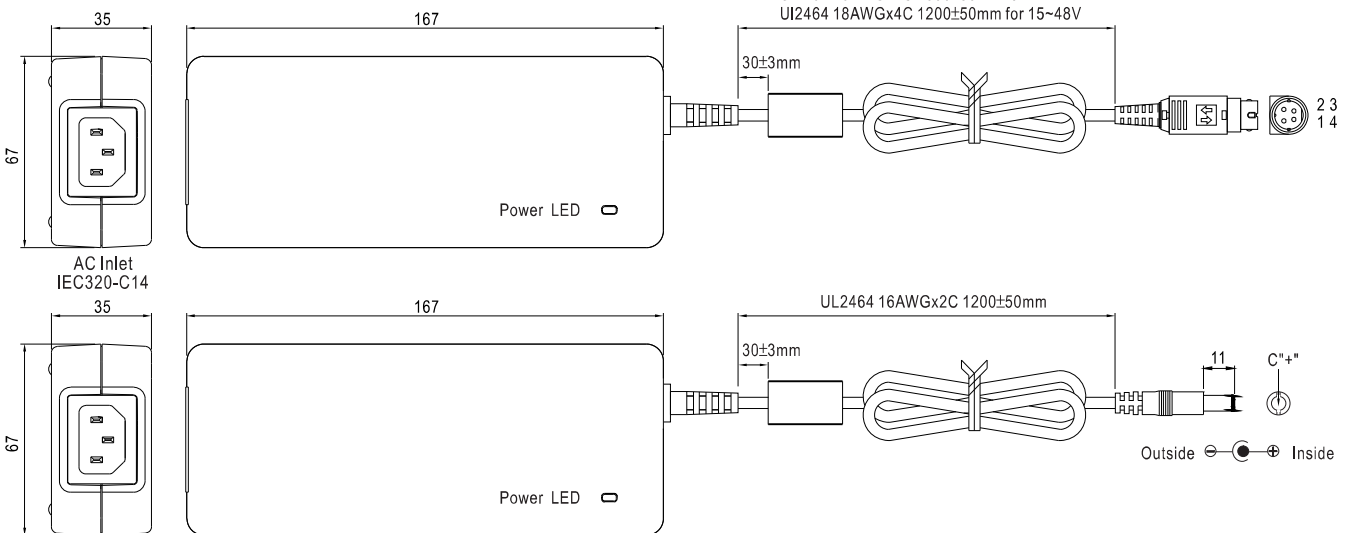 UI2464 18AWGx4C 1200±50mm for 15~48V
35
167
30±3mm
2 3
1 4
67
Power LED
AC Inlet
IEC320-C14
35
167
UL2464 16AWGx2C 1200±50mm
30±3mm
11
C"+"
67
Outside
Inside
Power LED